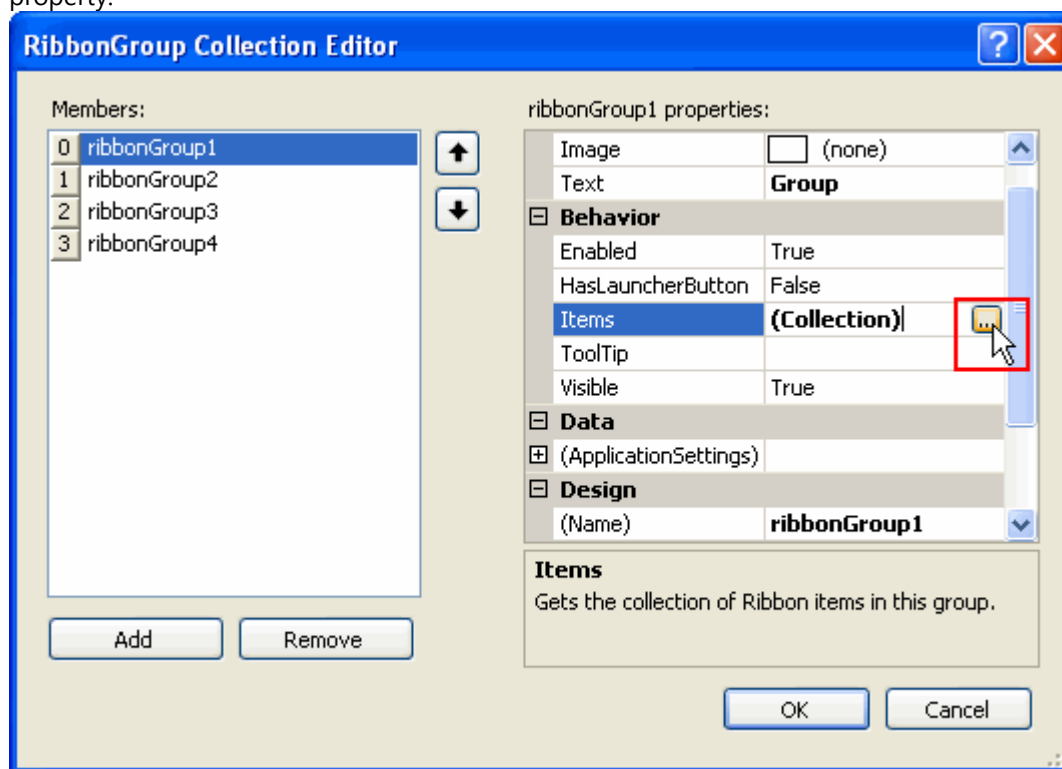 property.
RibbonGroup Collection Editor
Members:
0 ribbonGroup1
1 ribbonGroup2
2 ribbonGroup3
3 ribbonGroup4
Add Remove
ribbonGroup1 properties:
Image (none)
Text Group
Behavior
Enabled True
HasLauncherButton False
Items (Collection) ...
ToolTip
Visible True
Data
(ApplicationSettings)
Design
(Name) ribbonGroup1
Items
Gets the collection of Ribbon items in this group.
OK Cancel